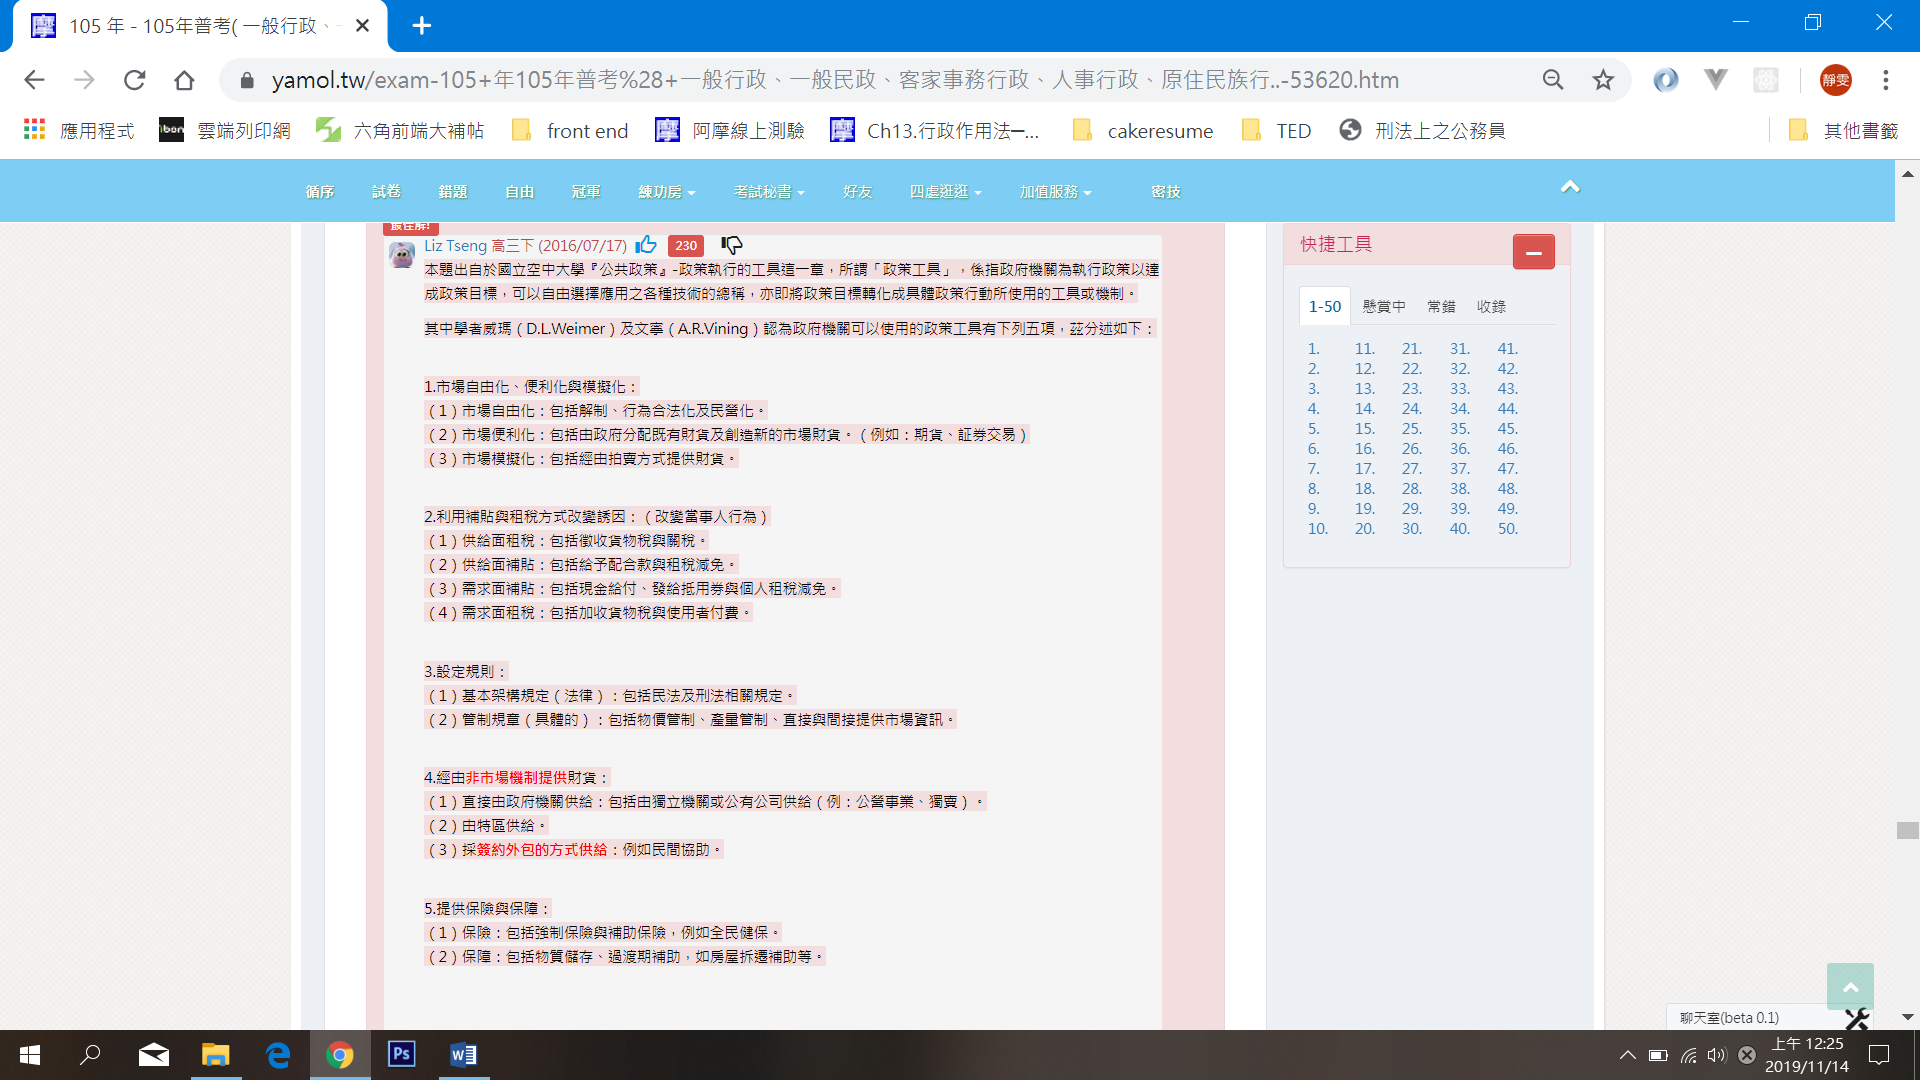 105 年 - 105年普考( 一般行政、
yamol.tw/exam-105+年105年普考%28+一般行政、一般民政、客家事務行政、人事行政、原住民族行..-53620.htm
靜雯
應用程式
ibon
雲端列印網
六角前端大補帖
front end
阿摩線上測驗
Ch13.行政作用法─...
cakeresume
TED
刑法上之公務員
其他書籤
循序
試卷
錯題
自由
冠軍
練功房
考試秘書
好友
四處逛逛
加值服務
密技
最佳解!
Liz Tseng 高三下 (2016/07/17)
230
本題出自於國立空中大學『公共政策』-政策執行的工具這一章，所謂「政策工具」，係指政府機關為執行政策以達
成政策目標，可以自由選擇應用之各種技術的總稱，亦即將政策目標轉化成具體政策行動所使用的工具或機制。
其中學者威瑪（D.L.Weimer）及文寧（A.R.Vining）認為政府機關可以使用的政策工具有下列五項，茲分述如下：
1.市場自由化、便利化與模擬化：
（1）市場自由化：包括解制、行為合法化及民營化。
（2）市場便利化：包括由政府分配既有財貨及創造新的市場財貨。（例如：期貨、証券交易）
（3）市場模擬化：包括經由拍賣方式提供財貨。
2.利用補貼與租稅方式改變誘因：（改變當事人行為）
（1）供給面租稅：包括徵收貨物稅與關稅。
（2）供給面補貼：包括給予配合款與租稅減免。
（3）需求面補貼：包括現金給付、發給抵用券與個人租稅減免。
（4）需求面租稅：包括加收貨物稅與使用者付費。
3.設定規則：
（1）基本架構規定（法律）：包括民法及刑法相關規定。
（2）管制規章（具體的）：包括物價管制、產量管制、直接與間接提供市場資訊。
4.經由非市場機制提供財貨：
（1）直接由政府機關供給：包括由獨立機關或公有公司供給（例：公營事業、獨賣）。
（2）由特區供給。
（3）採簽約外包的方式供給：例如民間協助。
5.提供保險與保障：
（1）保險：包括強制保險與補助保險，例如全民健保。
（2）保障：包括物質儲存、過渡期補助，如房屋拆遷補助等。
快捷工具
1-50 懸賞中 常錯 收錄
1. 11. 21. 31. 41.
2. 12. 22. 32. 42.
3. 13. 23. 33. 43.
4. 14. 24. 34. 44.
5. 15. 25. 35. 45.
6. 16. 26. 36. 46.
7. 17. 27. 37. 47.
8. 18. 28. 38. 48.
9. 19. 29. 39. 49.
10. 20. 30. 40. 50.
聊天室(beta 0.1)
Ps
上午 12:25
2019/11/14